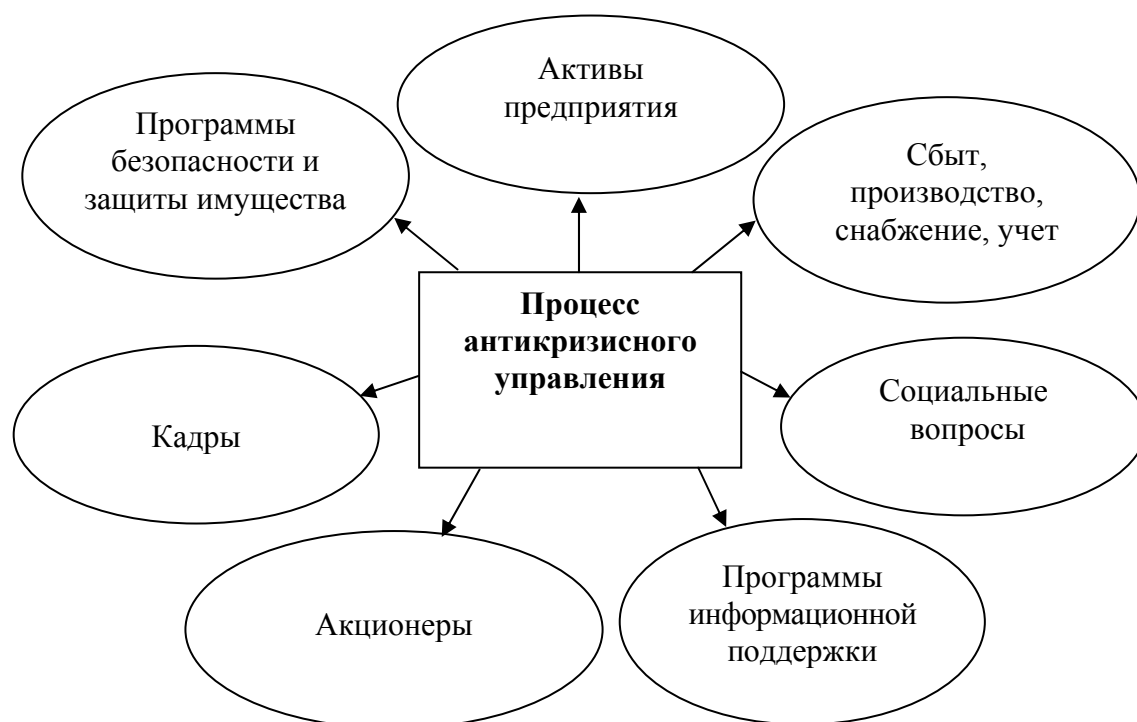 Активы
предприятия
Программы
безопасности и
защиты имущества
Сбыт,
производство,
снабжение, учет
Процесс
антикризисного
управления
Социальные
вопросы
Кадры
Программы
информационной
поддержки
Акционеры